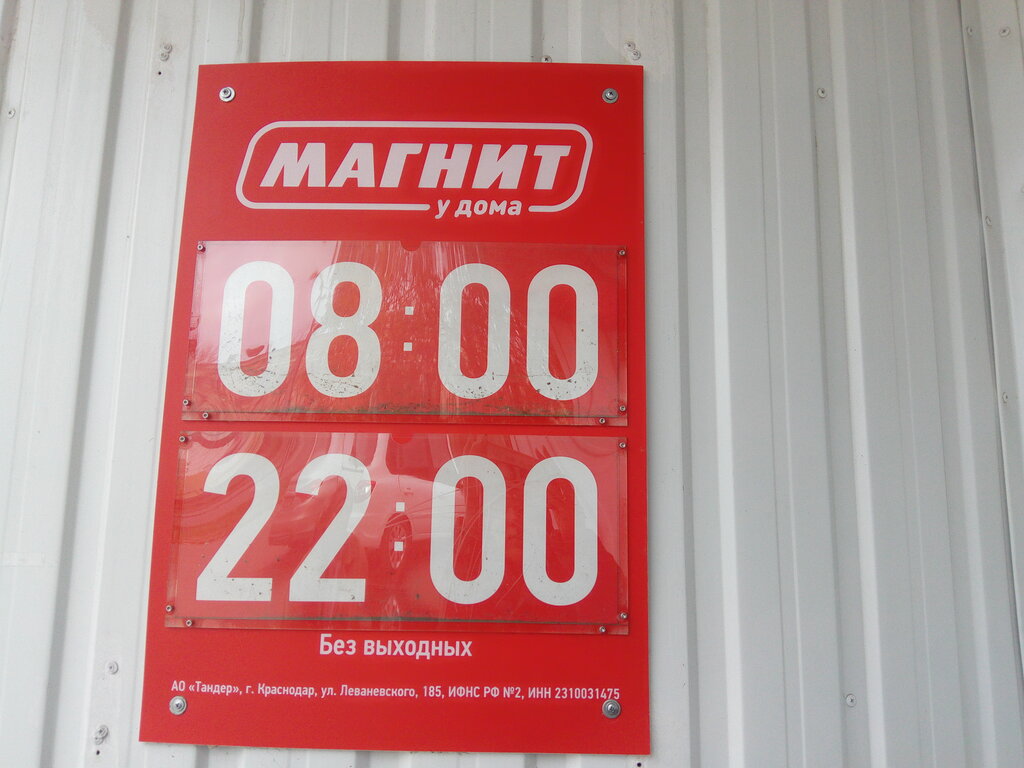 МАГНИТ
у дома
08:00
22:00
Без выходных
АО «Тандер», г. Краснодар, ул. Леваневского, 185, ИФНС РФ №2, ИНН 2310031475